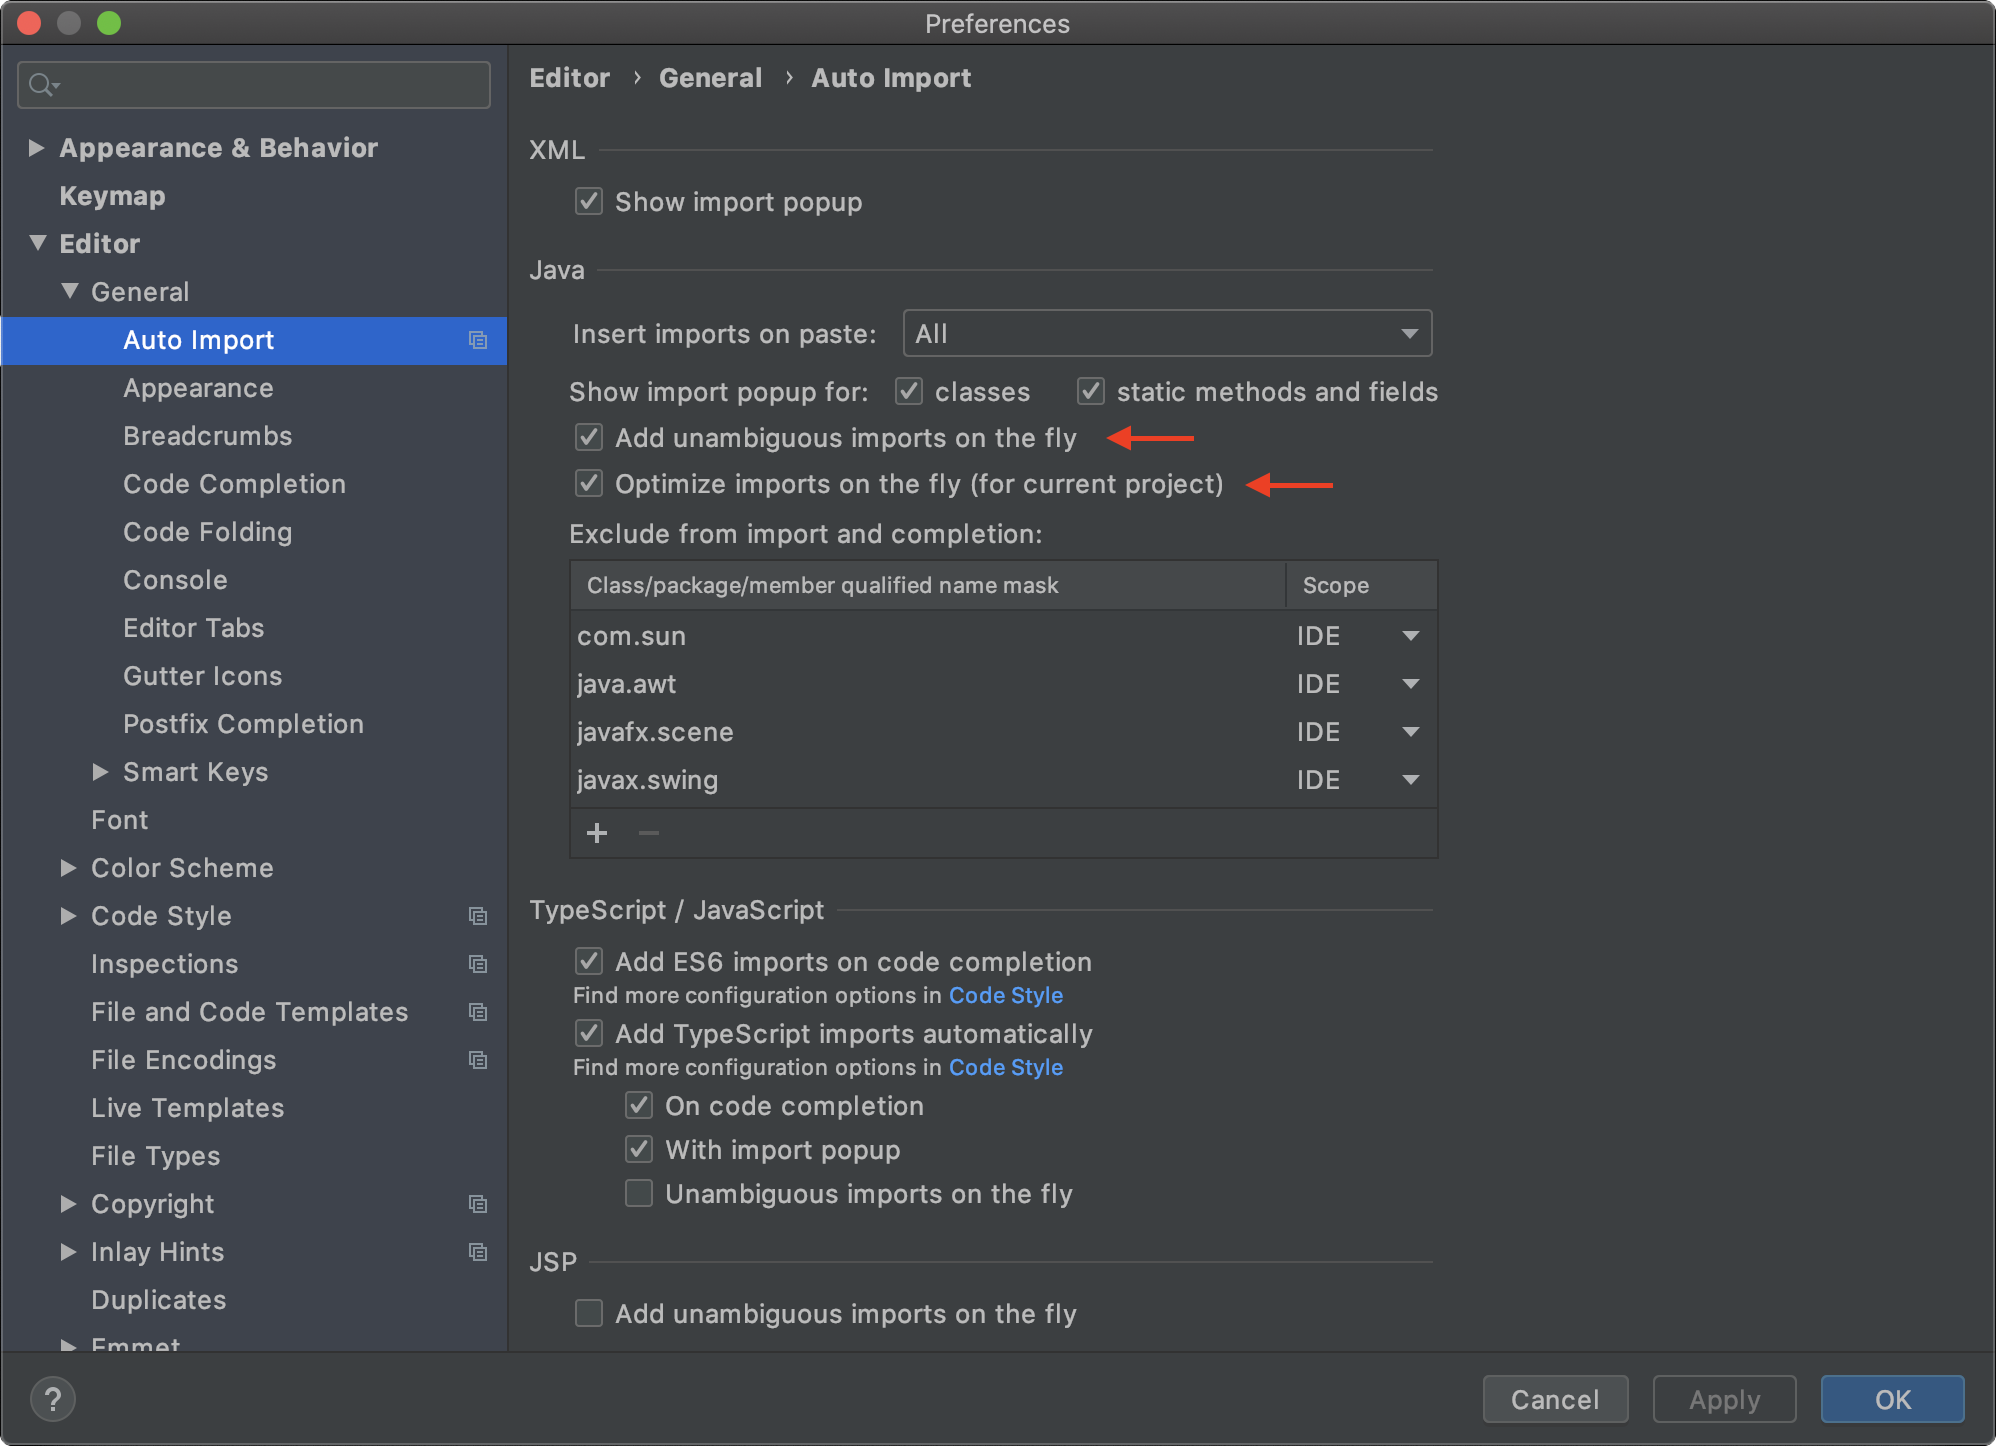 Preferences
Editor › General › Auto Import
Appearance & Behavior
Keymap
Editor
General
Auto Import
Appearance
Breadcrumbs
Code Completion
Code Folding
Console
Editor Tabs
Gutter Icons
Postfix Completion
Smart Keys
Font
Color Scheme
Code Style
Inspections
File and Code Templates
File Encodings
Live Templates
File Types
Copyright
Inlay Hints
Duplicates
Emmet
XML
Show import popup
Java
Insert imports on paste: All
Show import popup for: classes static methods and fields
Add unambiguous imports on the fly
Optimize imports on the fly (for current project)
Exclude from import and completion:
Class/package/member qualified name mask Scope
com.sun IDE
java.awt IDE
javafx.scene IDE
javax.swing IDE
TypeScript / JavaScript
Add ES6 imports on code completion
Find more configuration options in Code Style
Add TypeScript imports automatically
Find more configuration options in Code Style
On code completion
With import popup
Unambiguous imports on the fly
JSP
Add unambiguous imports on the fly
? Cancel Apply OK